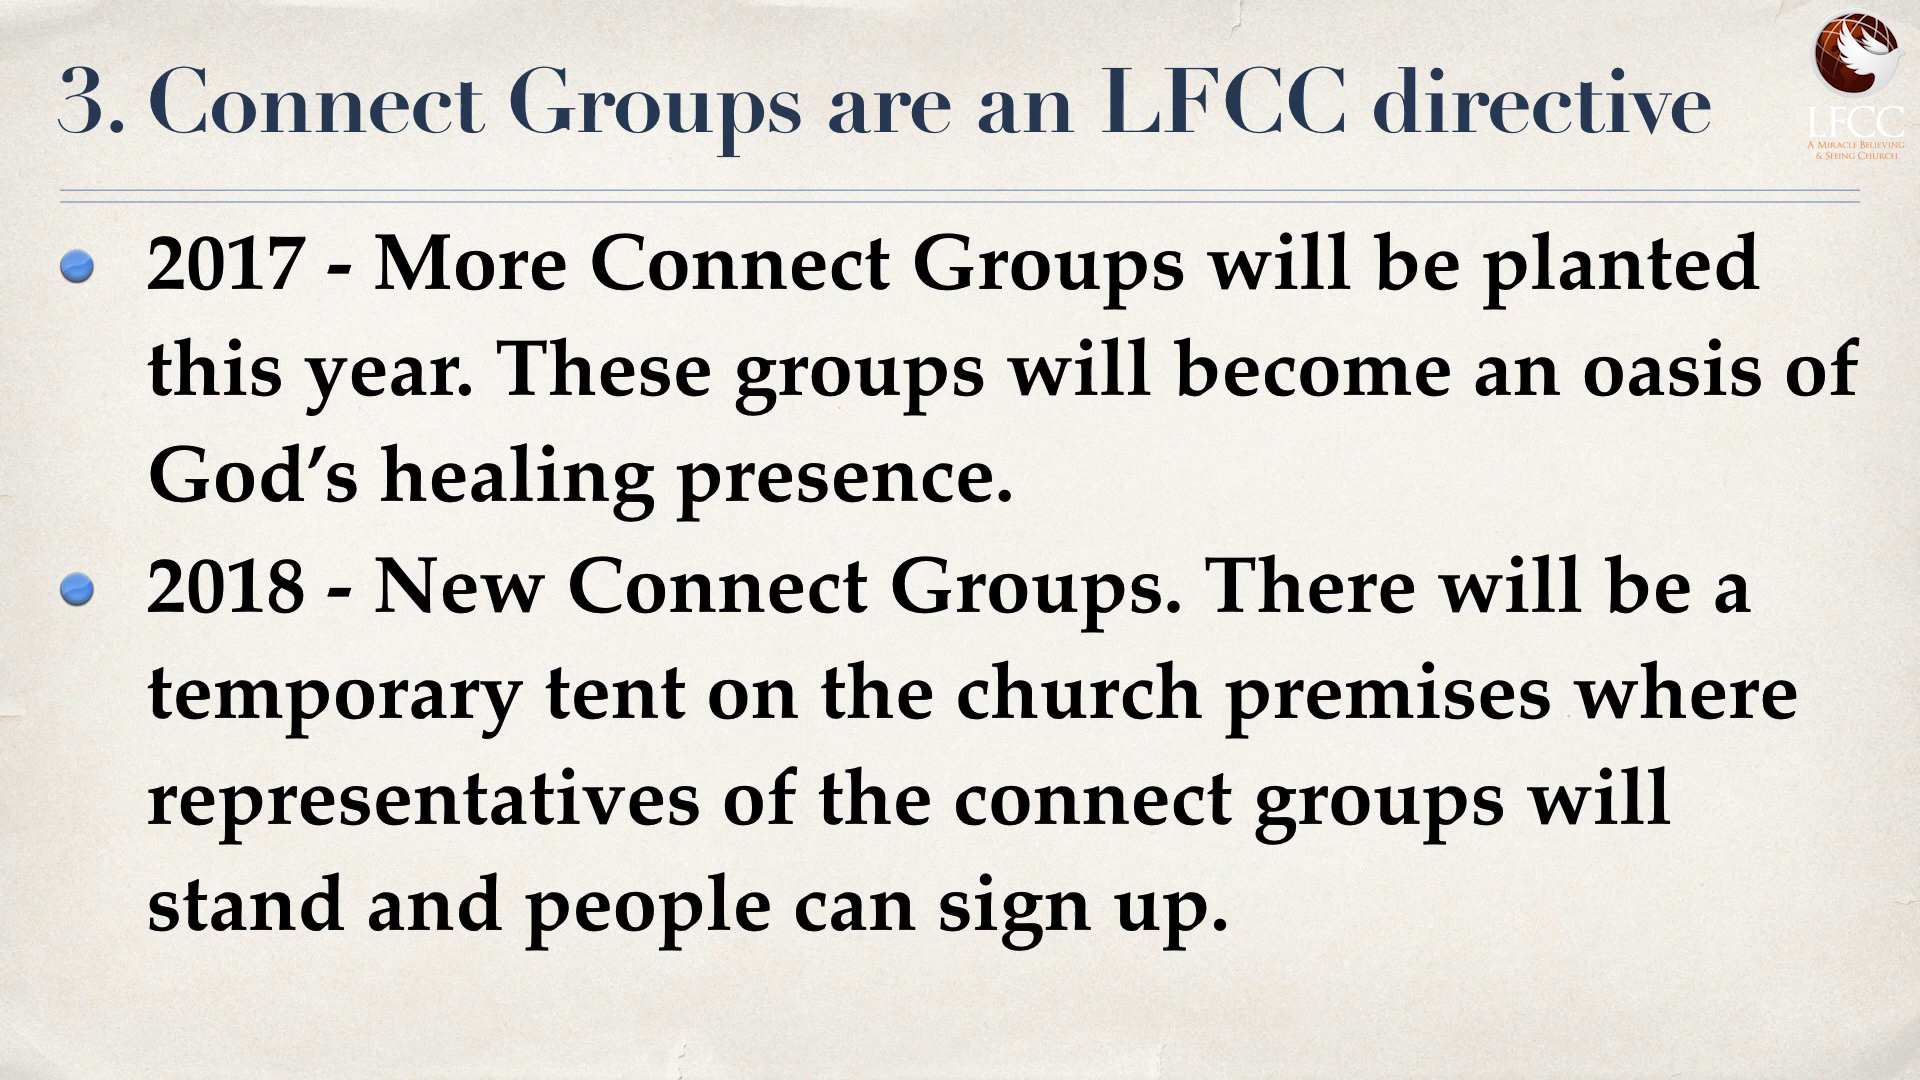 3. Connect Groups are an LFCC directive
LFCC
A Miracle Believing
& Seeing Church
2017 - More Connect Groups will be planted
this year. These groups will become an oasis of
God’s healing presence.
2018 - New Connect Groups. There will be a
temporary tent on the church premises where
representatives of the connect groups will
stand and people can sign up.